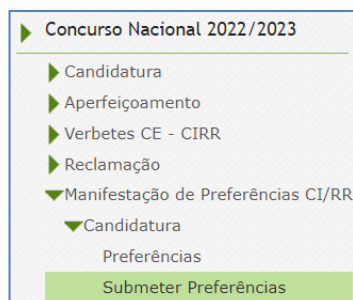 Concurso Nacional 2022/2023
Candidatura
Aperfeiçoamento
Verbetes CE - CIRR
Reclamação
Manifestação de Preferências CI/RR
Candidatura
Preferências
Submeter Preferências